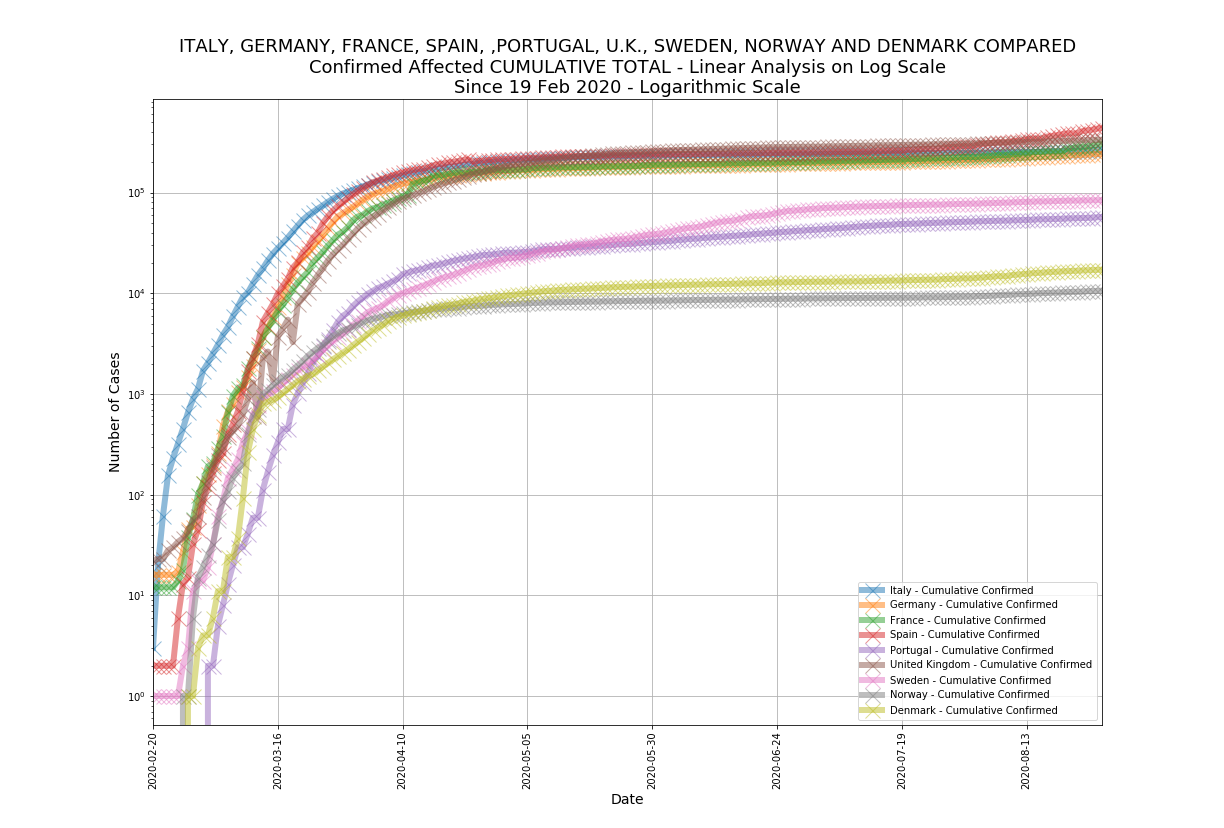 ITALY, GERMANY, FRANCE, SPAIN, ,PORTUGAL, U.K., SWEDEN, NORWAY AND DENMARK COMPARED
Confirmed Affected CUMULATIVE TOTAL - Linear Analysis on Log Scale
Since 19 Feb 2020 - Logarithmic Scale
Number of Cases
10⁵
10⁴
10³
10²
10¹
10⁰
Italy - Cumulative Confirmed
Germany - Cumulative Confirmed
France - Cumulative Confirmed
Spain - Cumulative Confirmed
Portugal - Cumulative Confirmed
United Kingdom - Cumulative Confirmed
Sweden - Cumulative Confirmed
Norway - Cumulative Confirmed
Denmark - Cumulative Confirmed
2020-02-20
2020-03-16
2020-04-10
2020-05-05
2020-05-30
2020-06-24
2020-07-19
2020-08-13
Date